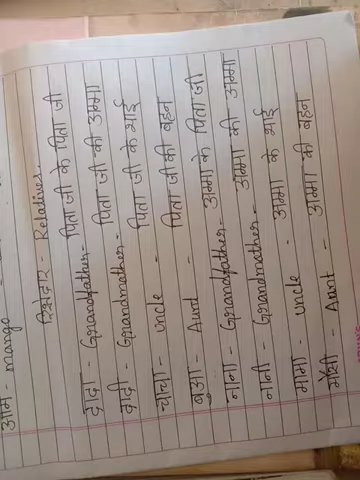 आम - mango
रिश्तेदार - Relatives.
दादा - Grandfather - पिता जी के पिता जी
दादी - Grandmother - पिता जी की अम्मा
चाचा - uncle - पिता जी के भाई
बुआ - Aunt - पिता जी की बहन
नाना - Grandfather - अम्मा के पिता जी
नानी - Grandmother - अम्मा की अम्मा
मामा - uncle - अम्मा के भाई
मौसी - Aunt - अम्मा की बहन